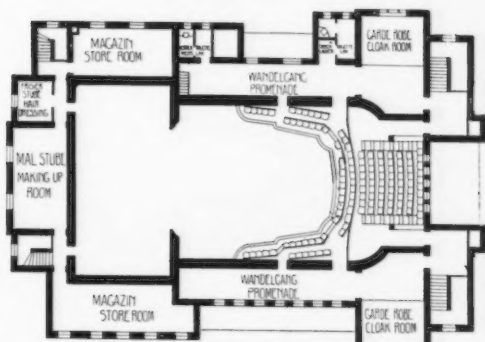 MAGAZIN
STORE ROOM
GARDE ROBE
CLOAK ROOM
WANDELGANG
PROMENADE
FRISIER
STUBE
HAIR
DRESSING
MAL STUBE
MAKING UP
ROOM
MAGAZIN
STORE ROOM
WANDELGANG
PROMENADE
GARDE ROBE
CLOAK ROOM